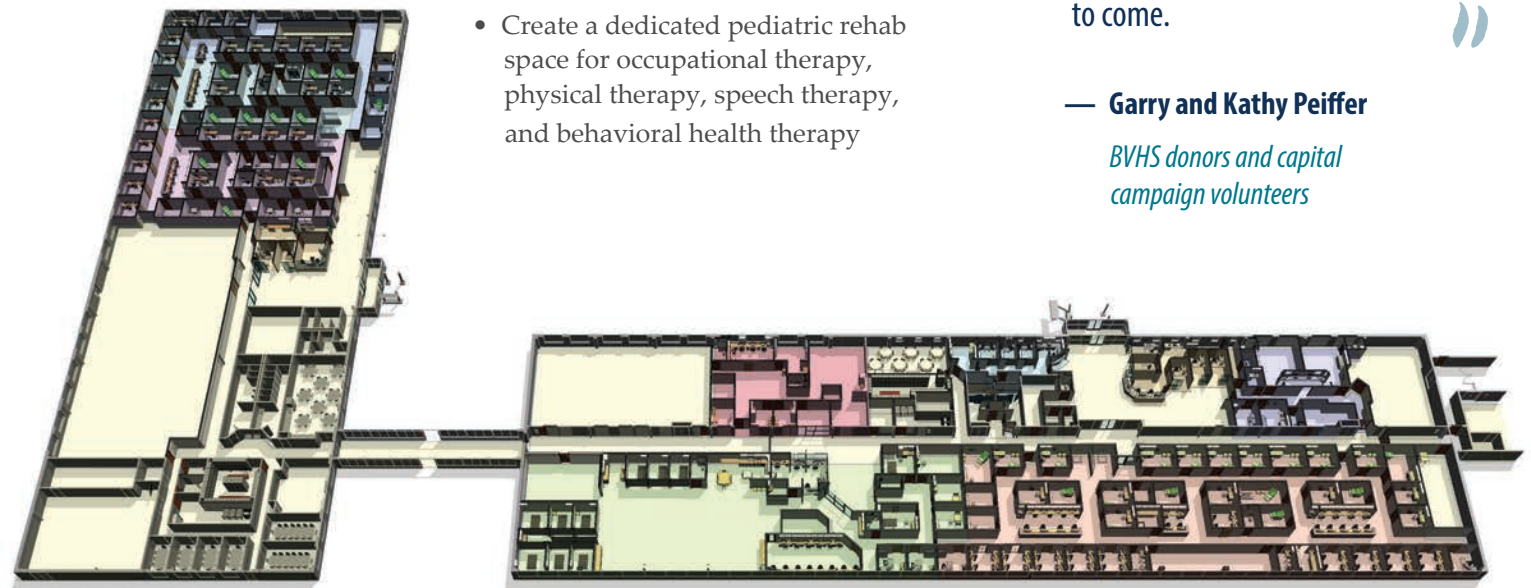 • Create a dedicated pediatric rehab
space for occupational therapy,
physical therapy, speech therapy,
and behavioral health therapy
to come.
”
— Garry and Kathy Peiffer
BVHS donors and capital
campaign volunteers